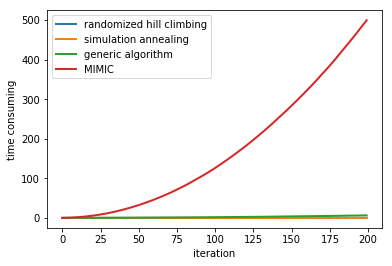 randomized hill climbing
simulation annealing
generic algorithm
MIMIC
500
400
300
200
100
0
time consuming
0 25 50 75 100 125 150 175 200
iteration